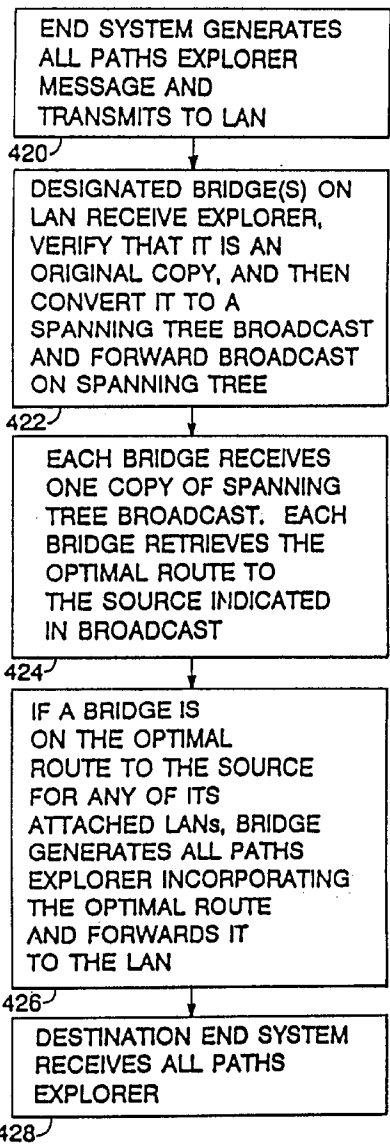 END SYSTEM GENERATES
ALL PATHS EXPLORER
MESSAGE AND
TRANSMITS TO LAN
420
DESIGNATED BRIDGE(S) ON
LAN RECEIVE EXPLORER,
VERIFY THAT IT IS AN
ORIGINAL COPY, AND THEN
CONVERT IT TO A
SPANNING TREE BROADCAST
AND FORWARD BROADCAST
ON SPANNING TREE
422
EACH BRIDGE RECEIVES
ONE COPY OF SPANNING
TREE BROADCAST. EACH
BRIDGE RETRIEVES THE
OPTIMAL ROUTE TO
THE SOURCE INDICATED
IN BROADCAST
424
IF A BRIDGE IS
ON THE OPTIMAL
ROUTE TO THE SOURCE
FOR ANY OF ITS
ATTACHED LANs, BRIDGE
GENERATES ALL PATHS
EXPLORER INCORPORATING
THE OPTIMAL ROUTE
AND FORWARDS IT
TO THE LAN
426
DESTINATION END SYSTEM
RECEIVES ALL PATHS
EXPLORER
428